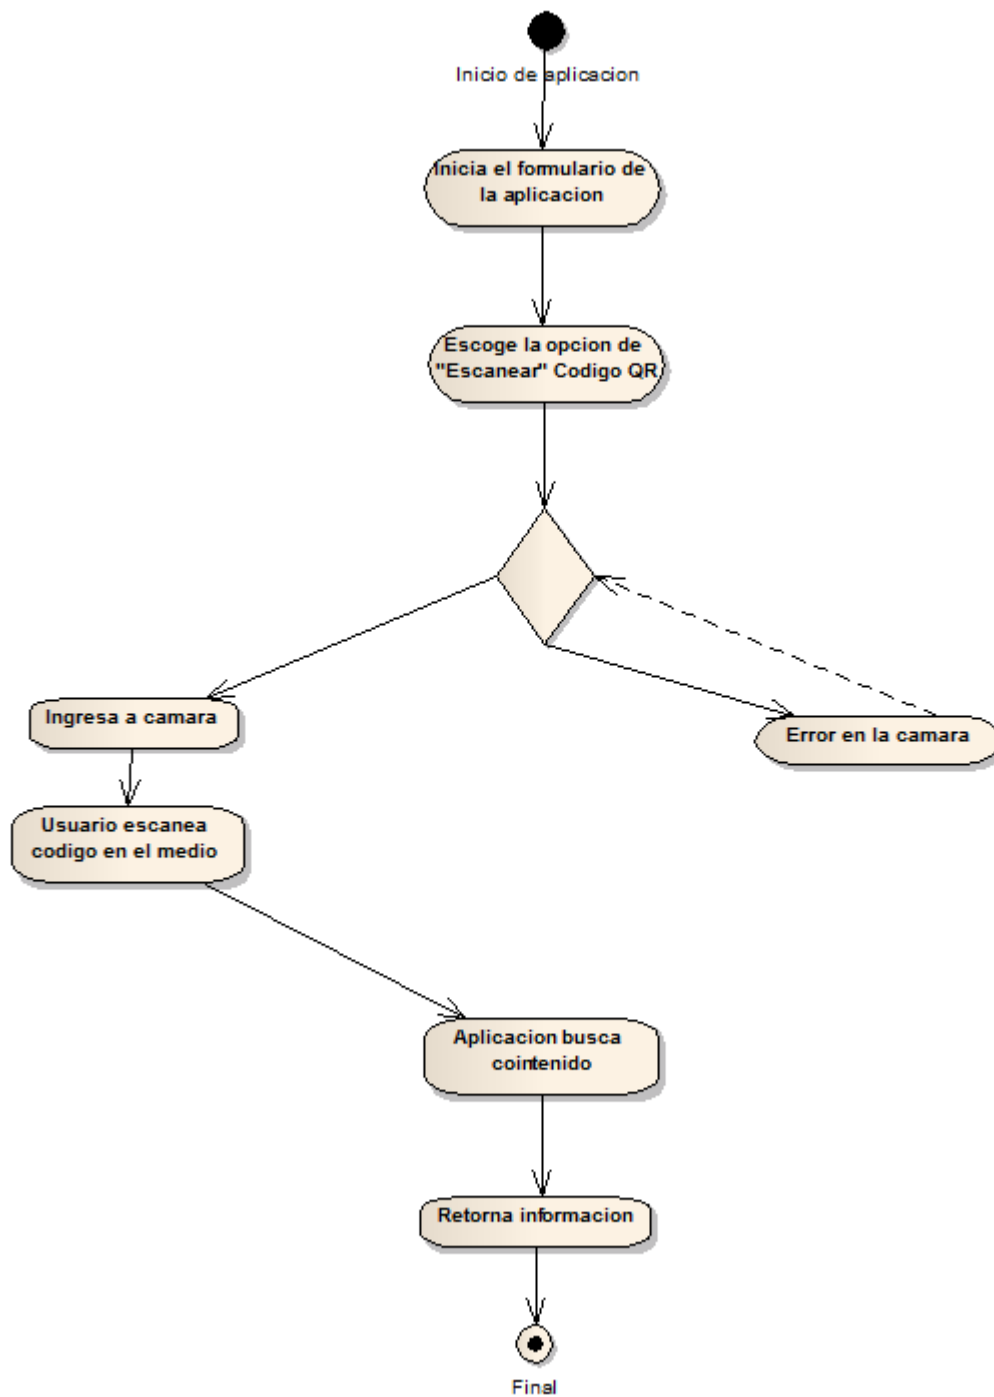 Inicio de aplicacion
Inicia el formulario de
la aplicacion
Escoge la opcion de
"Escanear" Codigo QR
Ingresa a camara
Error en la camara
Usuario escanea
codigo en el medio
Aplicacion busca
cointenido
Retorna informacion
Final